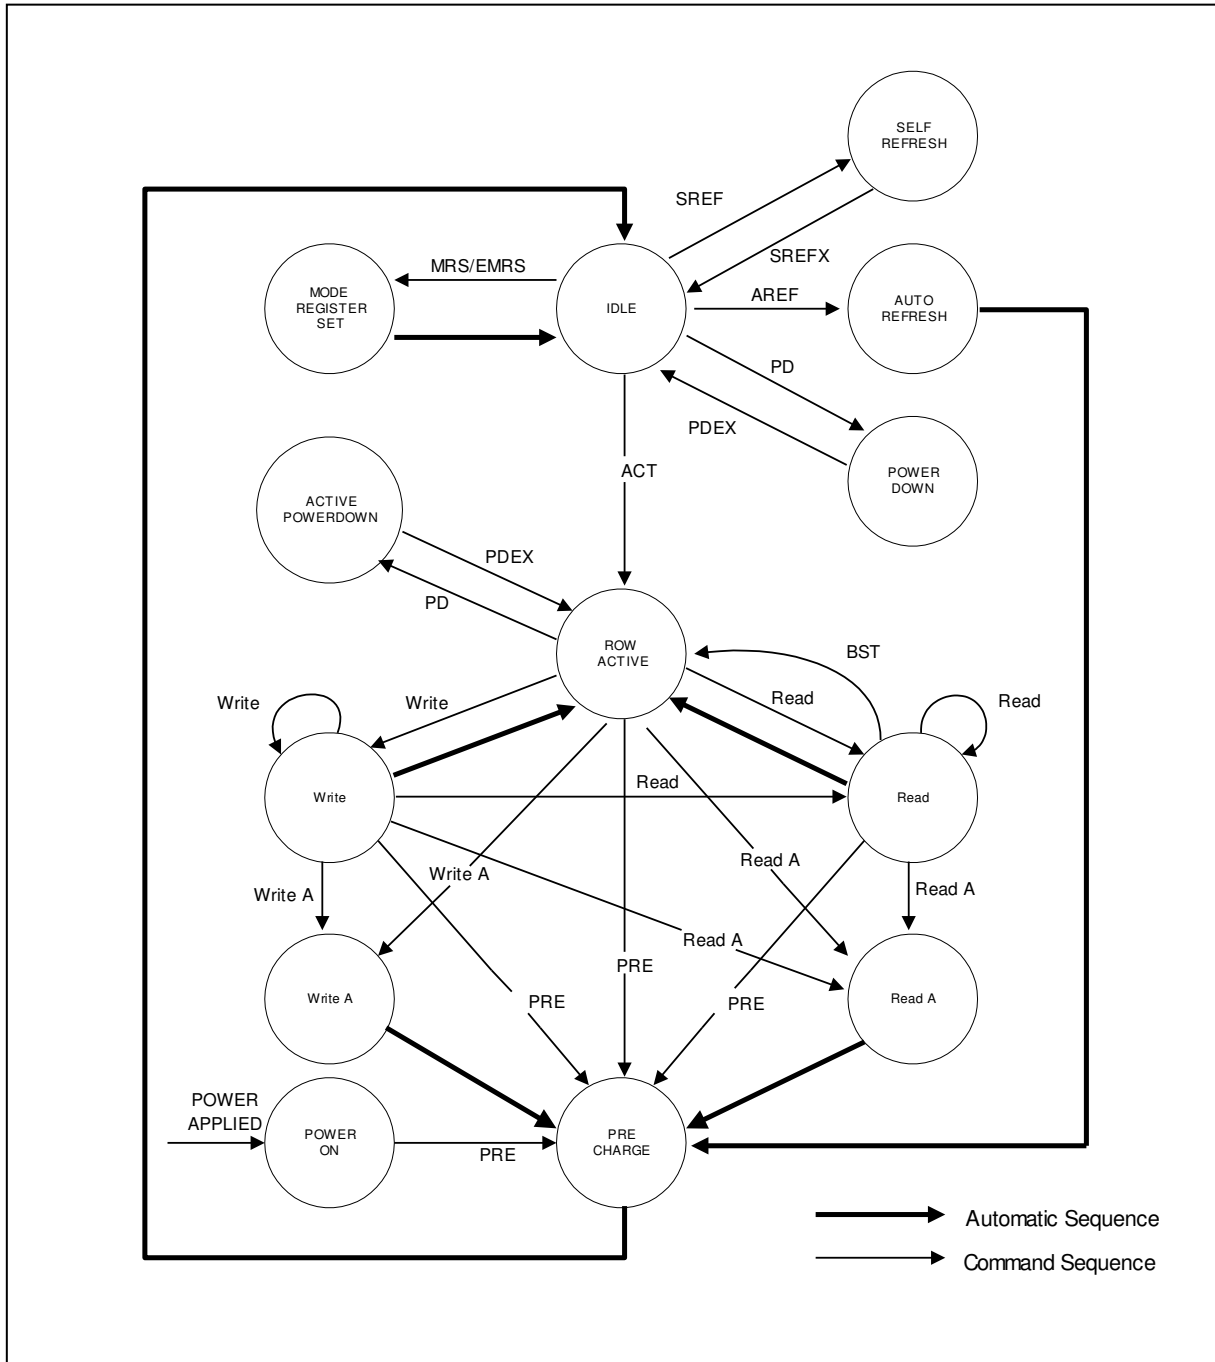 SELF
REFRESH
SREF
SREFX
MRS/EMRS
MODE
REGISTER
SET
IDLE
AREF
AUTO
REFRESH
PD
PDEX
POWER
DOWN
ACT
ACTIVE
POWERDOWN
PDEX
PD
ROW
ACTIVE
BST
Write
Write
Read
Read
Write
Read
Read
Write A
Write A
Read A
Read A
Read A
PRE
Write A
PRE
PRE
Read A
POWER
APPLIED
POWER
ON
PRE
PRE
CHARGE
Automatic Sequence
Command Sequence